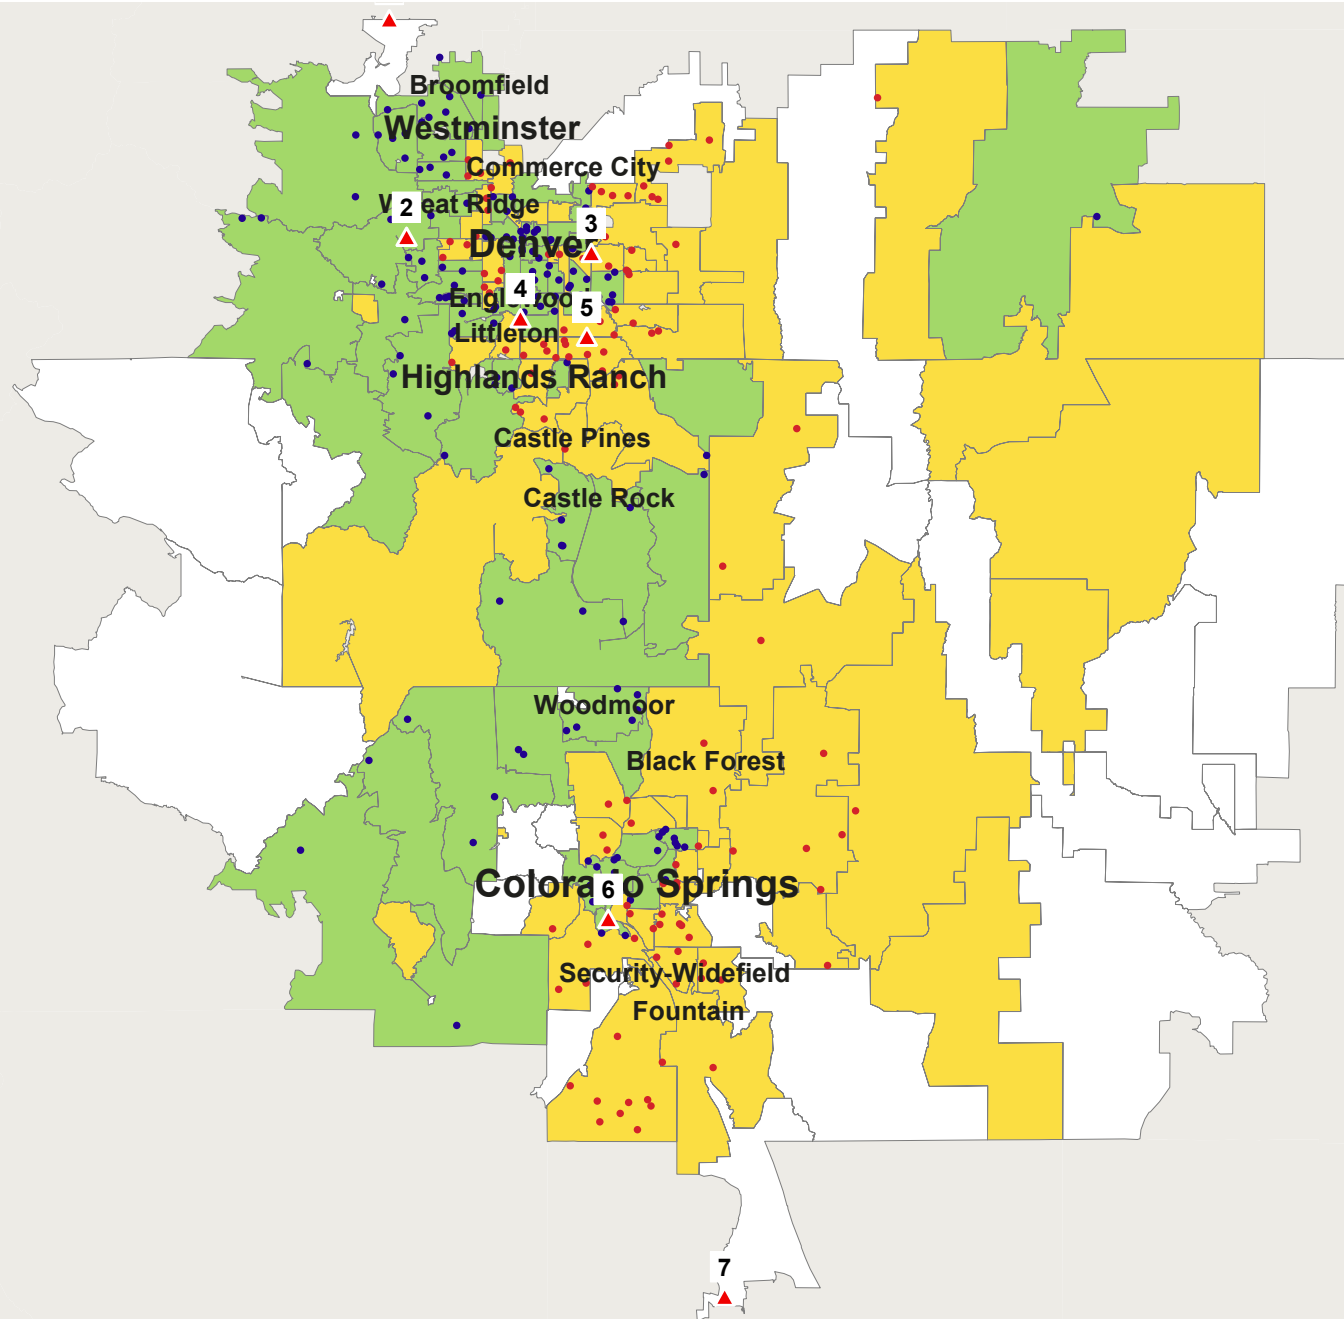 Broomfield
Westminster
Commerce City
Wheat Ridge
2
3
Denver
4
Englewood
5
Littleton
Highlands Ranch
Castle Pines
Castle Rock
Woodmoor
Black Forest
Colorado Springs
6
Security-Widefield
Fountain
7